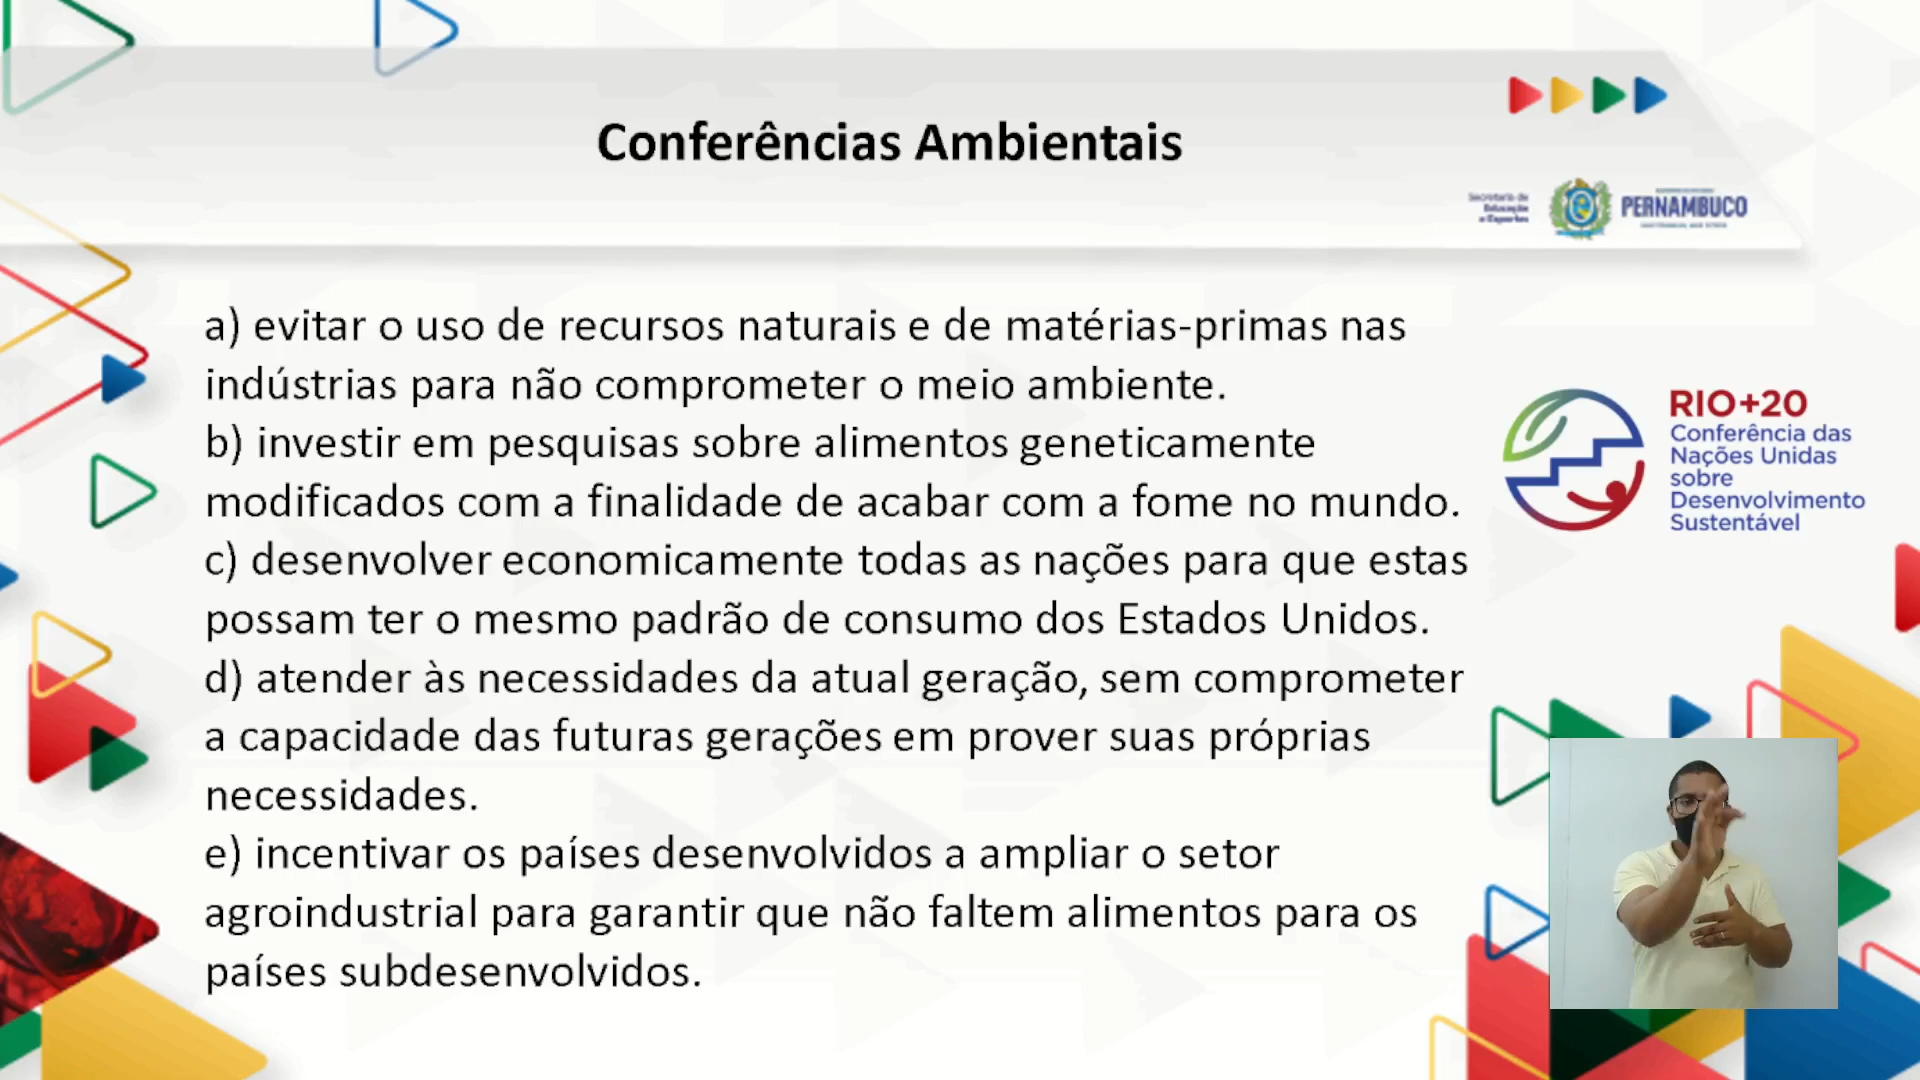 Conferências Ambientais
Secretaria de
Educação
e Esportes
PERNAMBUCO
a) evitar o uso de recursos naturais e de matérias-primas nas
indústrias para não comprometer o meio ambiente.
b) investir em pesquisas sobre alimentos geneticamente
modificados com a finalidade de acabar com a fome no mundo.
c) desenvolver economicamente todas as nações para que estas
possam ter o mesmo padrão de consumo dos Estados Unidos.
d) atender às necessidades da atual geração, sem comprometer
a capacidade das futuras gerações em prover suas próprias
necessidades.
e) incentivar os países desenvolvidos a ampliar o setor
agroindustrial para garantir que não faltem alimentos para os
países subdesenvolvidos.
RIO+20
Conferência das
Nações Unidas
sobre
Desenvolvimento
Sustentável